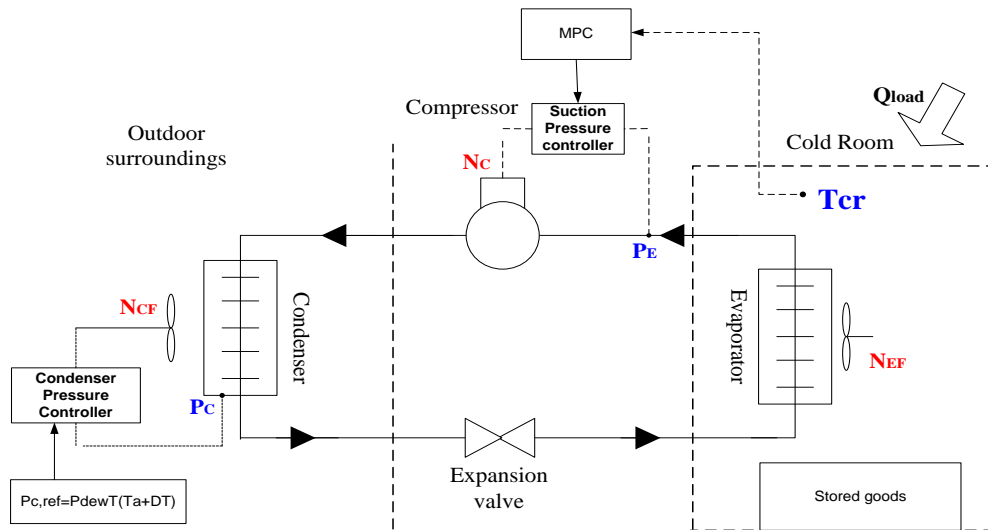 MPC
Qload
Compressor
Suction
Pressure
controller
Outdoor
surroundings
Cold Room
NC
Tcr
PE
NCF
Condenser
Evaporator
NEF
Condenser
Pressure
Controller
PC
Expansion
valve
Pc,ref=PdewT(Ta+DT)
Stored goods